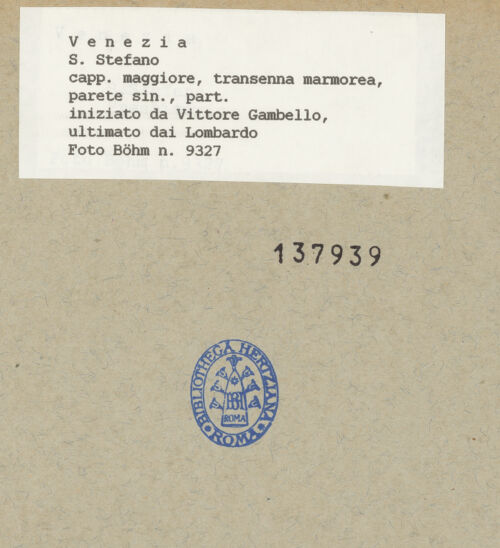 V e n e z i a
S. Stefano
capp. maggiore, transenna marmorea,
parete sin., part.
iniziato da Vittore Gambello,
ultimato dai Lombardo
Foto Böhm n. 9327
137939
BIBLIOTHECA HERTZIANA
ROMA
ROMA